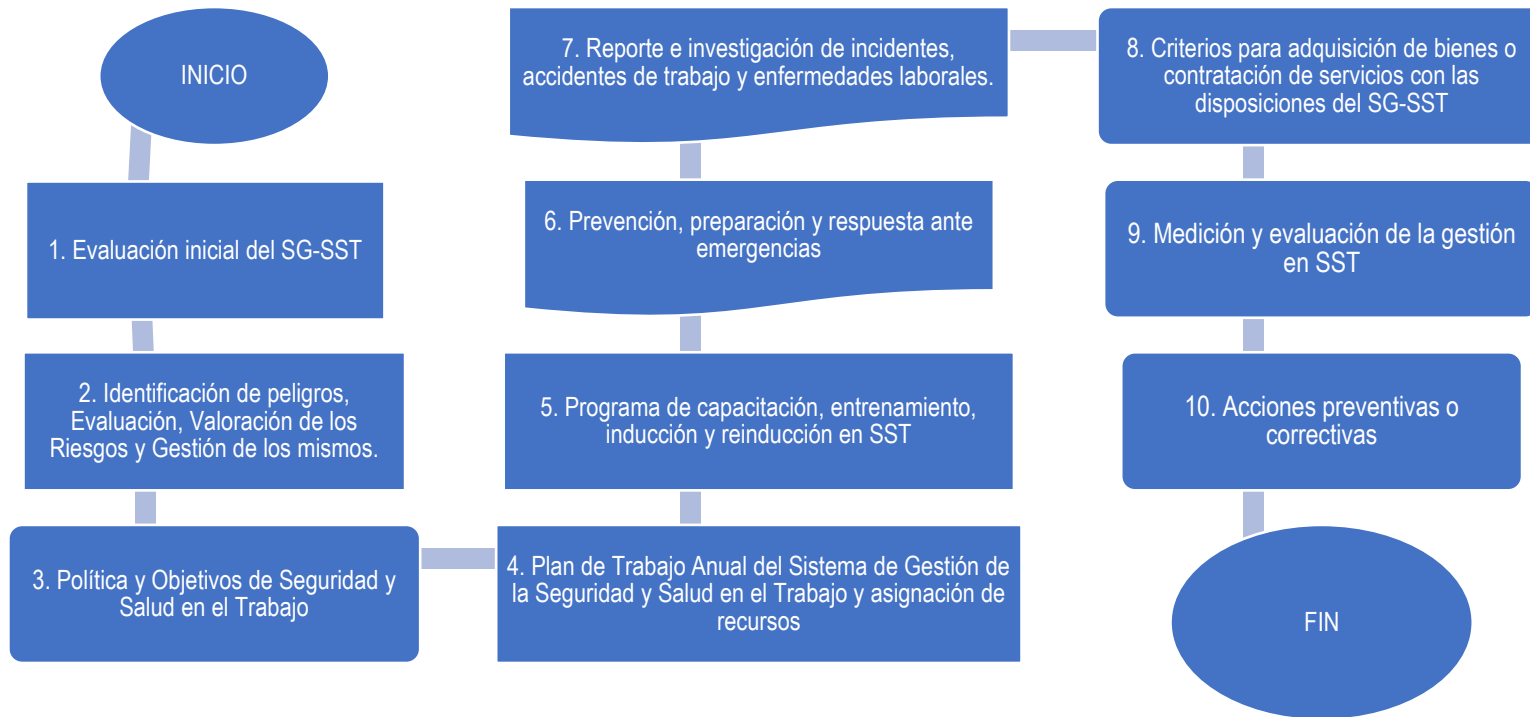 INICIO
1. Evaluación inicial del SG-SST
2. Identificación de peligros,
Evaluación, Valoración de los
Riesgos y Gestión de los mismos.
3. Política y Objetivos de Seguridad y
Salud en el Trabajo
4. Plan de Trabajo Anual del Sistema de Gestión de
la Seguridad y Salud en el Trabajo y asignación de
recursos
5. Programa de capacitación, entrenamiento,
inducción y reinducción en SST
6. Prevención, preparación y respuesta ante
emergencias
7. Reporte e investigación de incidentes,
accidentes de trabajo y enfermedades laborales.
8. Criterios para adquisición de bienes o
contratación de servicios con las
disposiciones del SG-SST
9. Medición y evaluación de la gestión
en SST
10. Acciones preventivas o
correctivas
FIN